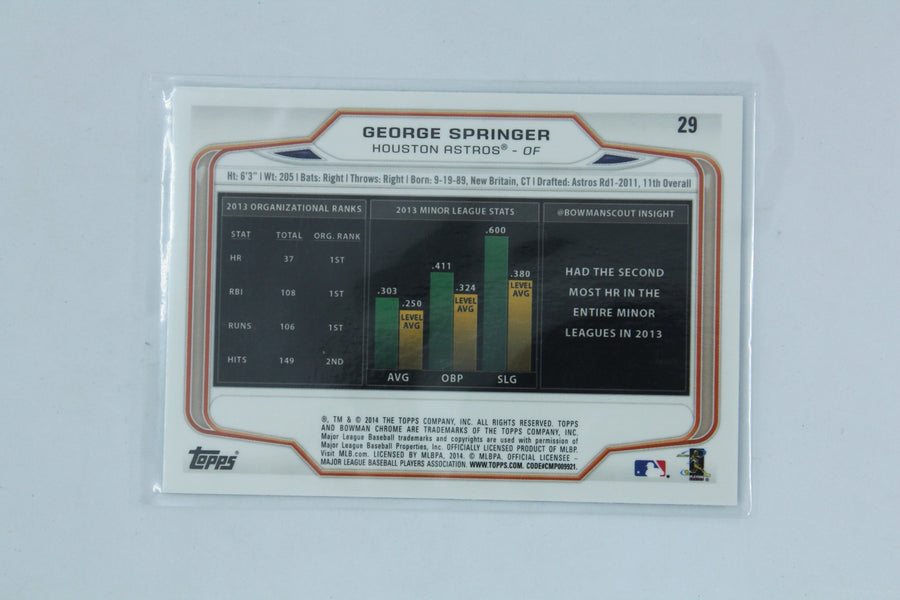 29
GEORGE SPRINGER
HOUSTON ASTROS® - OF
Ht: 6'3" | Wt: 205 | Bats: Right | Throws: Right | Born: 9-19-89, New Britain, CT | Drafted: Astros Rd1-2011, 11th Overall
2013 ORGANIZATIONAL RANKS
STAT TOTAL ORG. RANK
HR 37 1ST
RBI 108 1ST
RUNS 106 1ST
HITS 149 2ND
2013 MINOR LEAGUE STATS
.303
.250
LEVEL
AVG
.411
.324
LEVEL
AVG
.600
.380
LEVEL
AVG
AVG OBP SLG
@BOWMANSCOUT INSIGHT
HAD THE SECOND
MOST HR IN THE
ENTIRE MINOR
LEAGUES IN 2013
®, TM & © 2014 THE TOPPS COMPANY, INC. ALL RIGHTS RESERVED. TOPPS
AND BOWMAN CHROME ARE TRADEMARKS OF THE TOPPS COMPANY, INC.
Major League Baseball trademarks and copyrights are used with permission of
Major League Baseball Properties, Inc. OFFICIALLY LICENSED PRODUCT OF MLBP.
Visit MLB.com. LICENSED BY MLBPA, 2014. © MLBPA. OFFICIAL LICENSEE -
MAJOR LEAGUE BASEBALL PLAYERS ASSOCIATION. WWW.TOPPS.COM. CODE#CMP009921.
Topps®